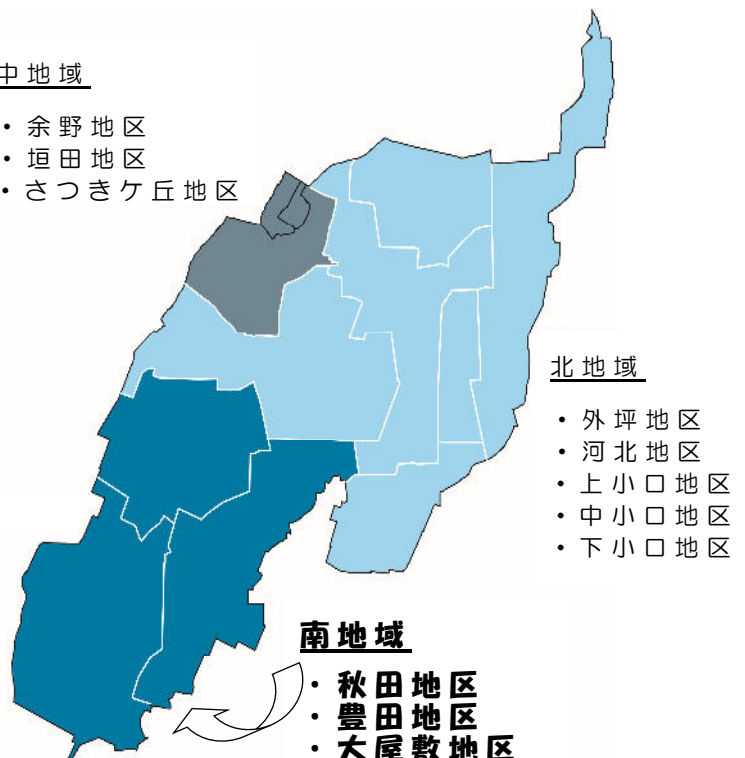 中地域
・余野地区
・垣田地区
・さつきケ丘地区
北地域
・外坪地区
・河北地区
・上小口地区
・中小口地区
・下小口地区
南地域
・秋田地区
・豊田地区
・大屋敷地区